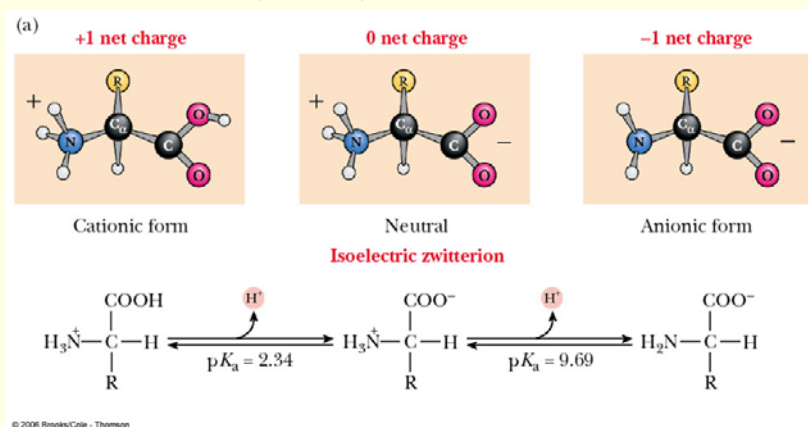 (a)
+1 net charge
0 net charge
−1 net charge
+
R
N
Cα
C
O
H
O
+
R
N
Cα
C
O
O
−
R
N
Cα
C
O
O
−
Cationic form
Neutral
Anionic form
Isoelectric zwitterion
COOH
H₃N⁺—C—H
R
H⁺
pKa = 2.34
COO⁻
H₃N⁺—C—H
R
H⁺
pKa = 9.69
COO⁻
H₂N—C—H
R
© 2006 Brooks/Cole - Thomson